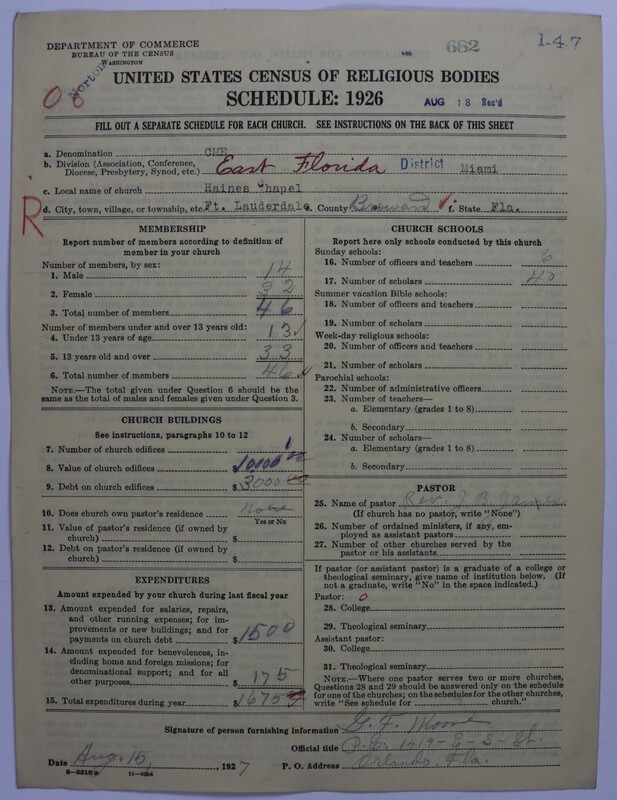 DEPARTMENT OF COMMERCE
BUREAU OF THE CENSUS
WASHINGTON
Norton
682
1-4-7
UNITED STATES CENSUS OF RELIGIOUS BODIES
SCHEDULE: 1926
AUG 18 Rec'd
FILL OUT A SEPARATE SCHEDULE FOR EACH CHURCH. SEE INSTRUCTIONS ON THE BACK OF THIS SHEET
a. Denomination CME
b. Division (Association, Conference, Diocese, Presbytery, Synod, etc.) East Florida District Miami
c. Local name of church Haines Chapel
R
d. City, town, village, or township, etc. Ft. Lauderdale e. County f. State Fla.
MEMBERSHIP
Report number of members according to definition of
member in your church
Number of members, by sex:
1. Male 14
2. Female 32
3. Total number of members 46
Number of members under and over 13 years old:
4. Under 13 years of age 13
5. 13 years old and over 33
6. Total number of members 46
NOTE.—The total given under Question 6 should be
same as the total of males and females given under Question 3.
CHURCH BUILDINGS
See instructions, paragraphs 10 to 12
7. Number of church edifices 1
8. Value of church edifices 10000 00
9. Debt on church edifices $ 3000 00
10. Does church own pastor's residence None
Yes or No
11. Value of pastor's residence (if owned by
church) $
12. Debt on pastor's residence (if owned by
church) $
EXPENDITURES
Amount expended by your church during last fiscal year
13. Amount expended for salaries, repairs,
and other running expenses; for im-
provements or new buildings; and for
payments on church debt $ 1500
14. Amount expended for benevolences, in-
cluding home and foreign missions; for
denominational support; and for all
other purposes $ 175
15. Total expenditures during year $ 1675
CHURCH SCHOOLS
Report here only schools conducted by this church
Sunday schools:
16. Number of officers and teachers 6
17. Number of scholars 40
Summer vacation Bible schools:
18. Number of officers and teachers
19. Number of scholars
Week-day religious schools:
20. Number of officers and teachers
21. Number of scholars
Parochial schools:
22. Number of administrative officers
23. Number of teachers—
a. Elementary (grades 1 to 8)
b. Secondary
24. Number of scholars—
a. Elementary (grades 1 to 8)
b. Secondary
PASTOR
25. Name of pastor Rev. J. B.
(If church has no pastor, write "None")
26. Number of ordained ministers, if any, em-
ployed as assistant pastors
27. Number of other churches served by the
pastor or his assistants
If pastor (or assistant pastor) is a graduate of a college or
theological seminary, give name of institution below. (If
not a graduate, write "No" in the space indicated.)
Pastor: 0
28. College
29. Theological seminary
Assistant pastor:
30. College
31. Theological seminary
NOTE.—Where one pastor serves two or more churches,
Questions 28 and 29 should be answered only on the schedule
for one of the churches; on the schedules for the other churches,
write "See schedule for church."
Signature of person furnishing information G. F. Moore
Official title P.E. 1419-E-3-St.
Date Aug. 15, 1927 P. O. Address Orlando, Fla.